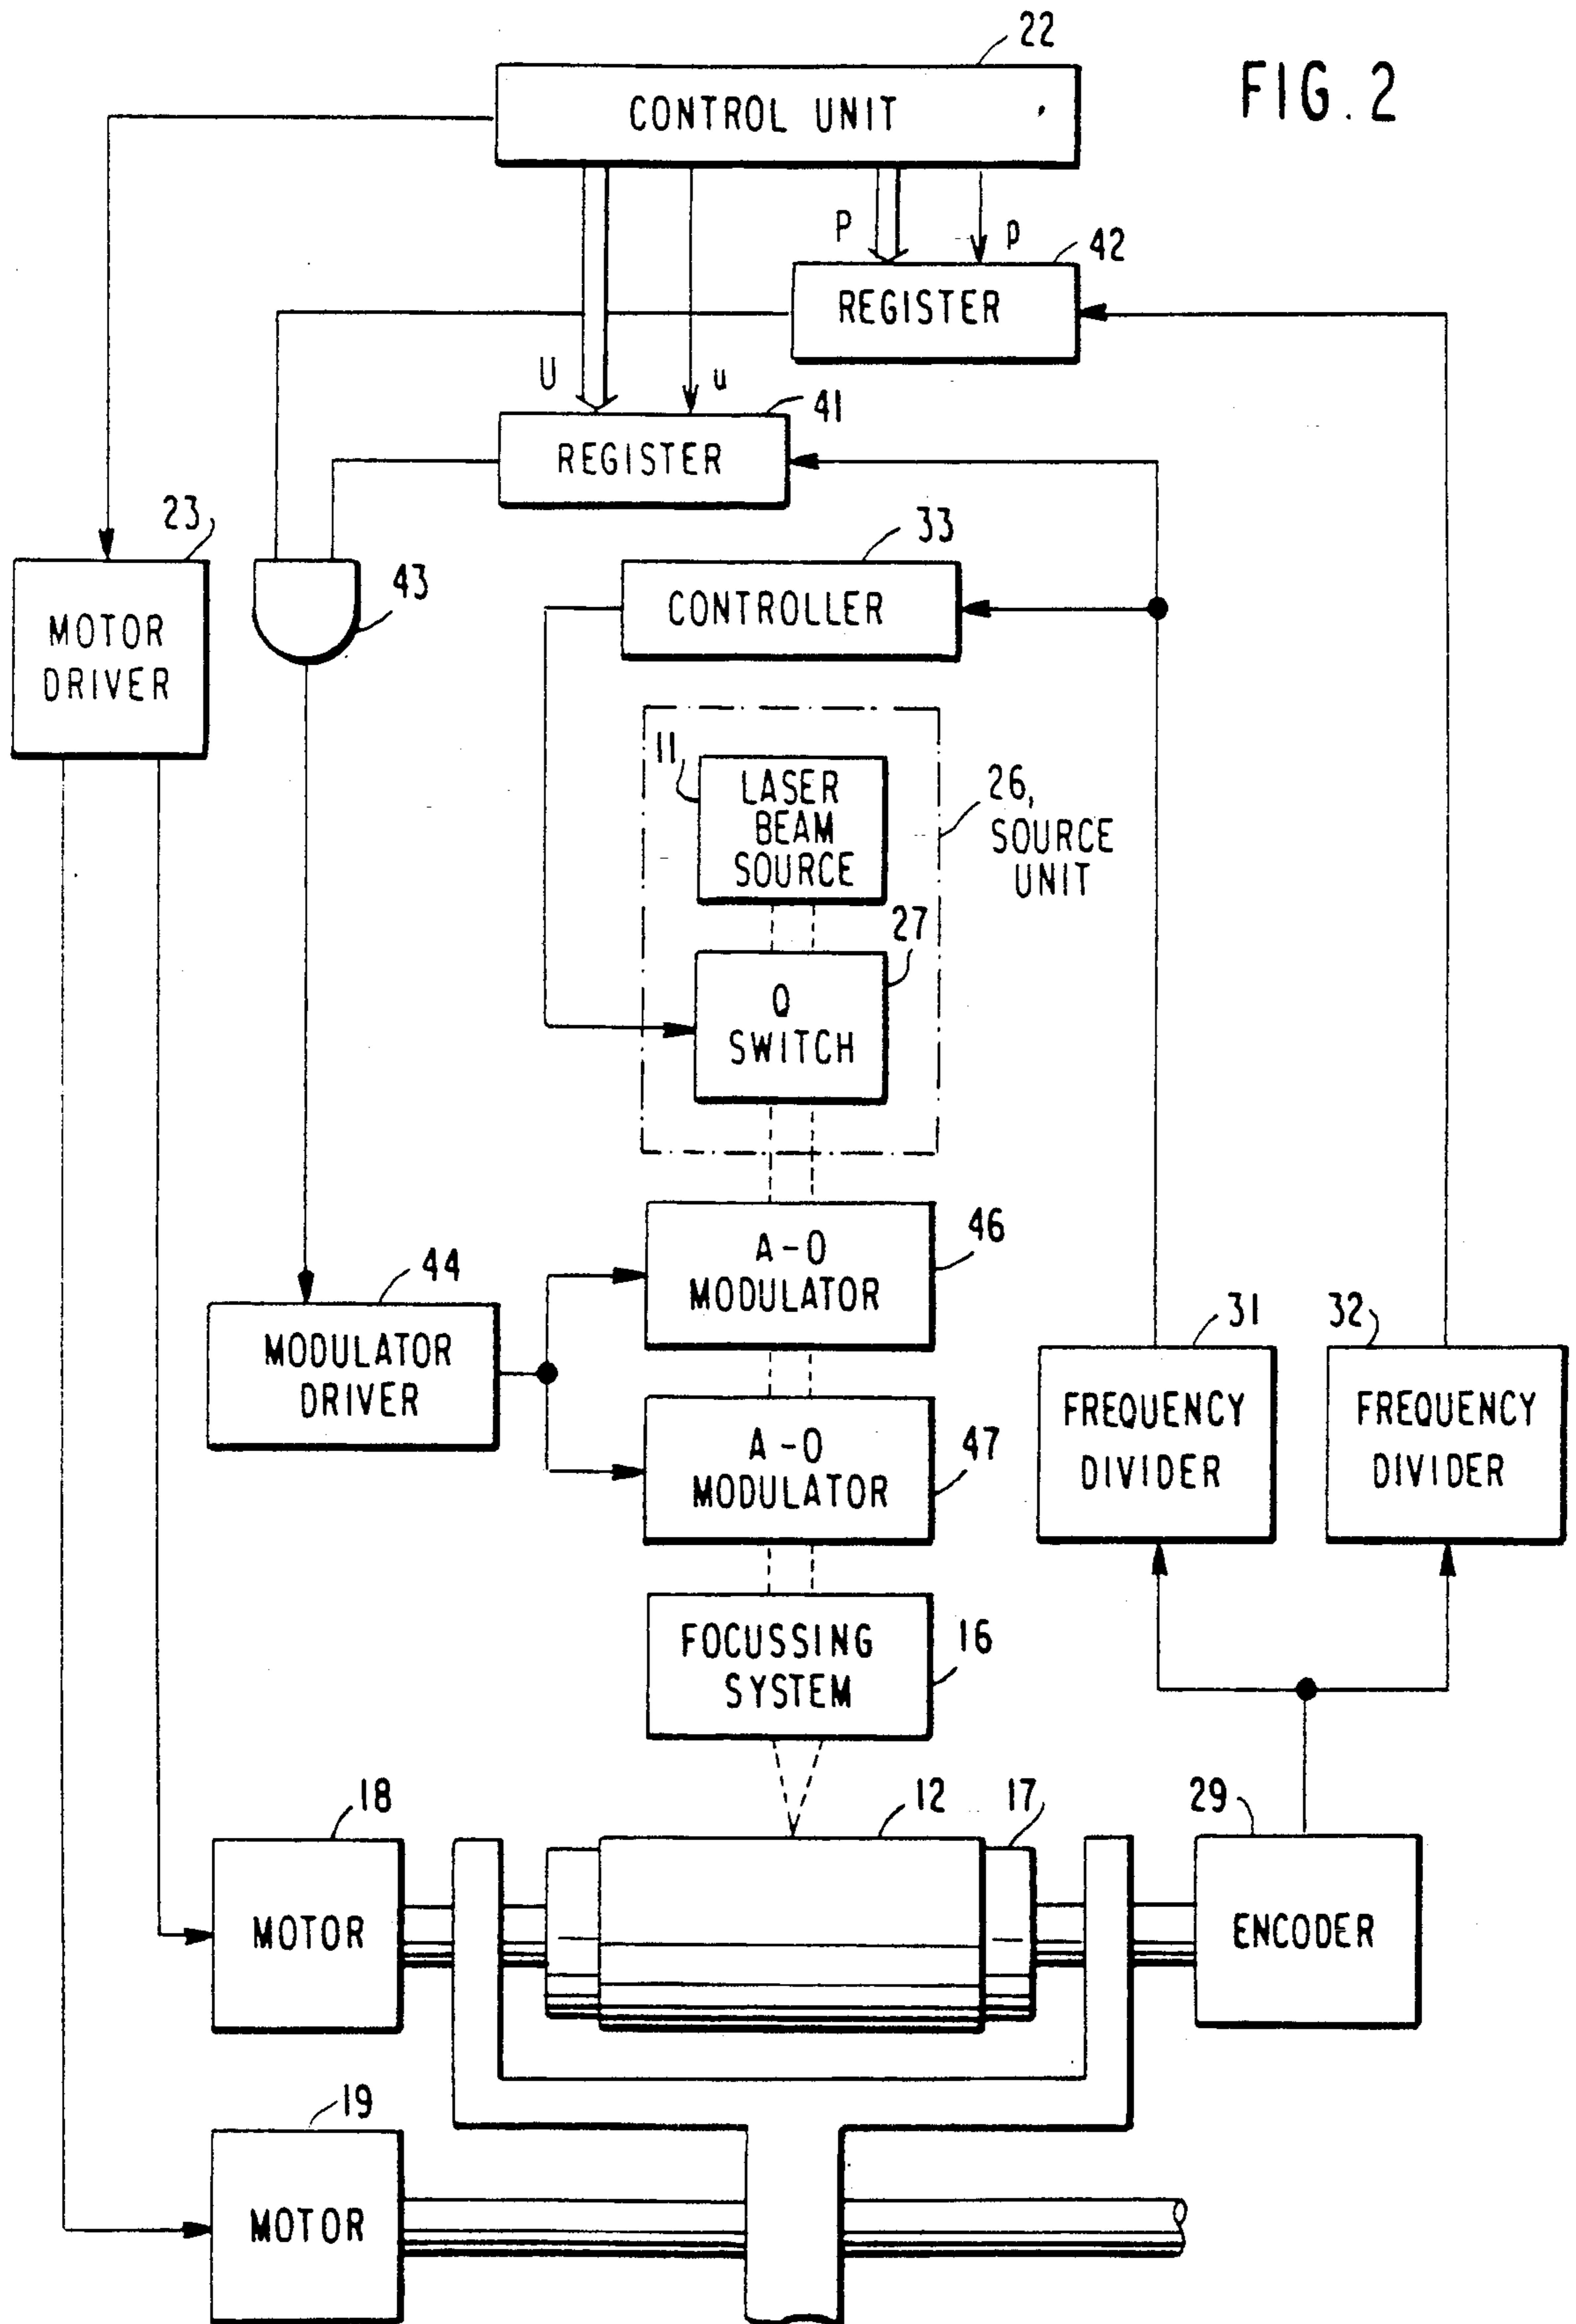 22
FIG. 2
CONTROL UNIT
P
p
42
REGISTER
U
u
41
REGISTER
23
43
33
MOTOR
DRIVER
CONTROLLER
11
LASER
BEAM
SOURCE
26,
SOURCE
UNIT
27
Q
SWITCH
46
A-O
MODULATOR
44
MODULATOR
DRIVER
31
32
FREQUENCY
DIVIDER
FREQUENCY
DIVIDER
47
A-O
MODULATOR
16
FOCUSSING
SYSTEM
18
12
17
29
MOTOR
ENCODER
19
MOTOR